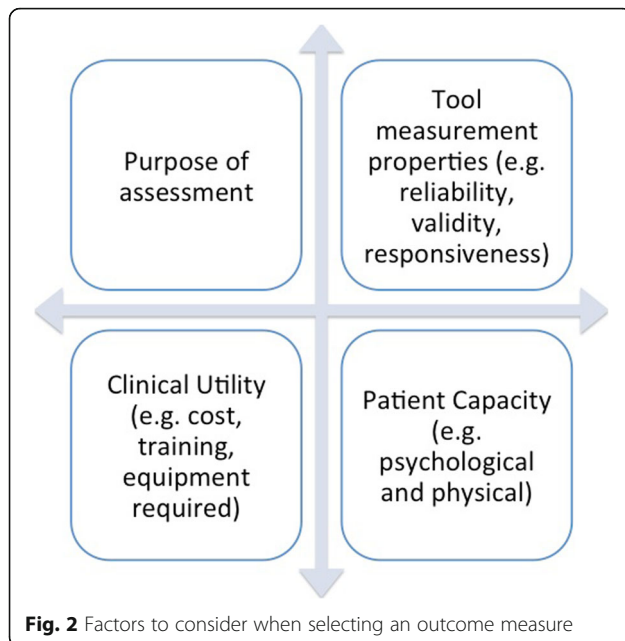 Purpose of
assessment
Tool
measurement
properties (e.g.
reliability,
validity,
responsiveness)
Clinical Utility
(e.g. cost,
training,
equipment
required)
Patient Capacity
(e.g.
psychological
and physical)
Fig. 2 Factors to consider when selecting an outcome measure